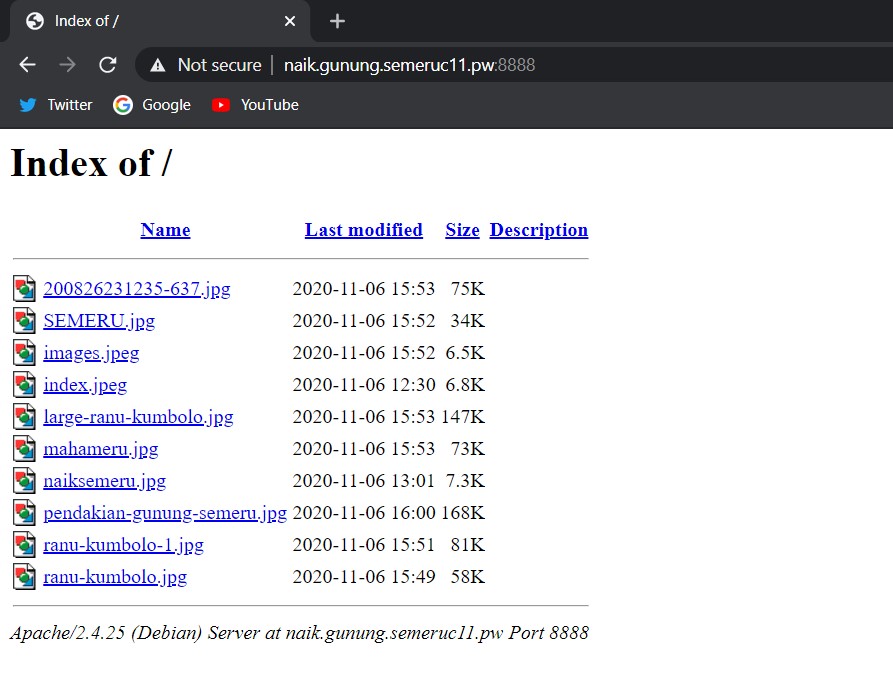 Index of /
Not secure | naik.gunung.semeruc11.pw:8888
Twitter Google YouTube
Index of /
Name Last modified Size Description
200826231235-637.jpg 2020-11-06 15:53 75K
SEMERU.jpg 2020-11-06 15:52 34K
images.jpeg 2020-11-06 15:52 6.5K
index.jpeg 2020-11-06 12:30 6.8K
large-ranu-kumbolo.jpg 2020-11-06 15:53 147K
mahameru.jpg 2020-11-06 15:53 73K
naiksemeru.jpg 2020-11-06 13:01 7.3K
pendakian-gunung-semeru.jpg 2020-11-06 16:00 168K
ranu-kumbolo-1.jpg 2020-11-06 15:51 81K
ranu-kumbolo.jpg 2020-11-06 15:49 58K
Apache/2.4.25 (Debian) Server at naik.gunung.semeruc11.pw Port 8888